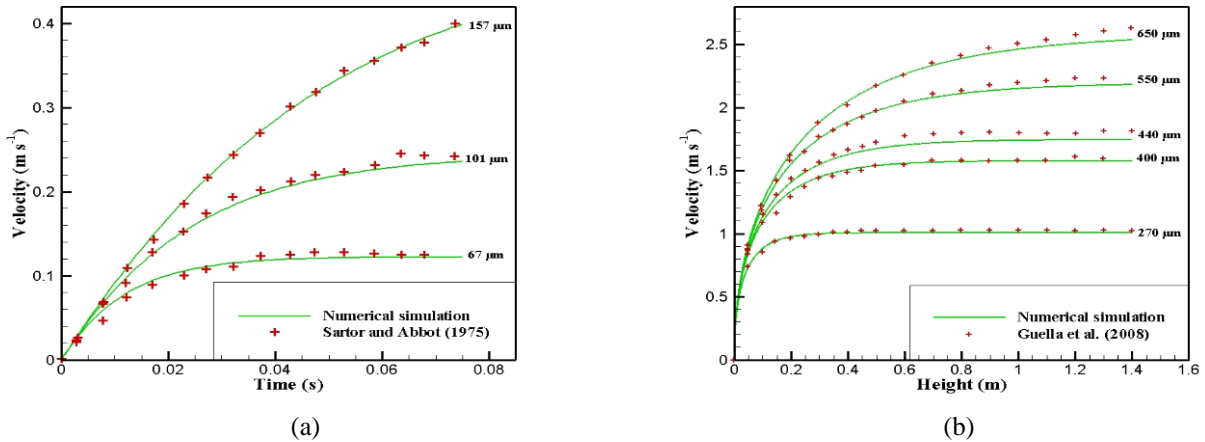 0.4
0.3
0.2
0.1
0
Velocity (m s-1)
157 µm
101 µm
67 µm
Numerical simulation
Sartor and Abbot (1975)
0
0.02
0.04
0.06
0.08
Time (s)
(a)
2.5
2
1.5
1
0.5
0
Velocity (m s-1)
650 µm
550 µm
440 µm
400 µm
270 µm
Numerical simulation
Guella et al. (2008)
0
0.2
0.4
0.6
0.8
1
1.2
1.4
1.6
Height (m)
(b)